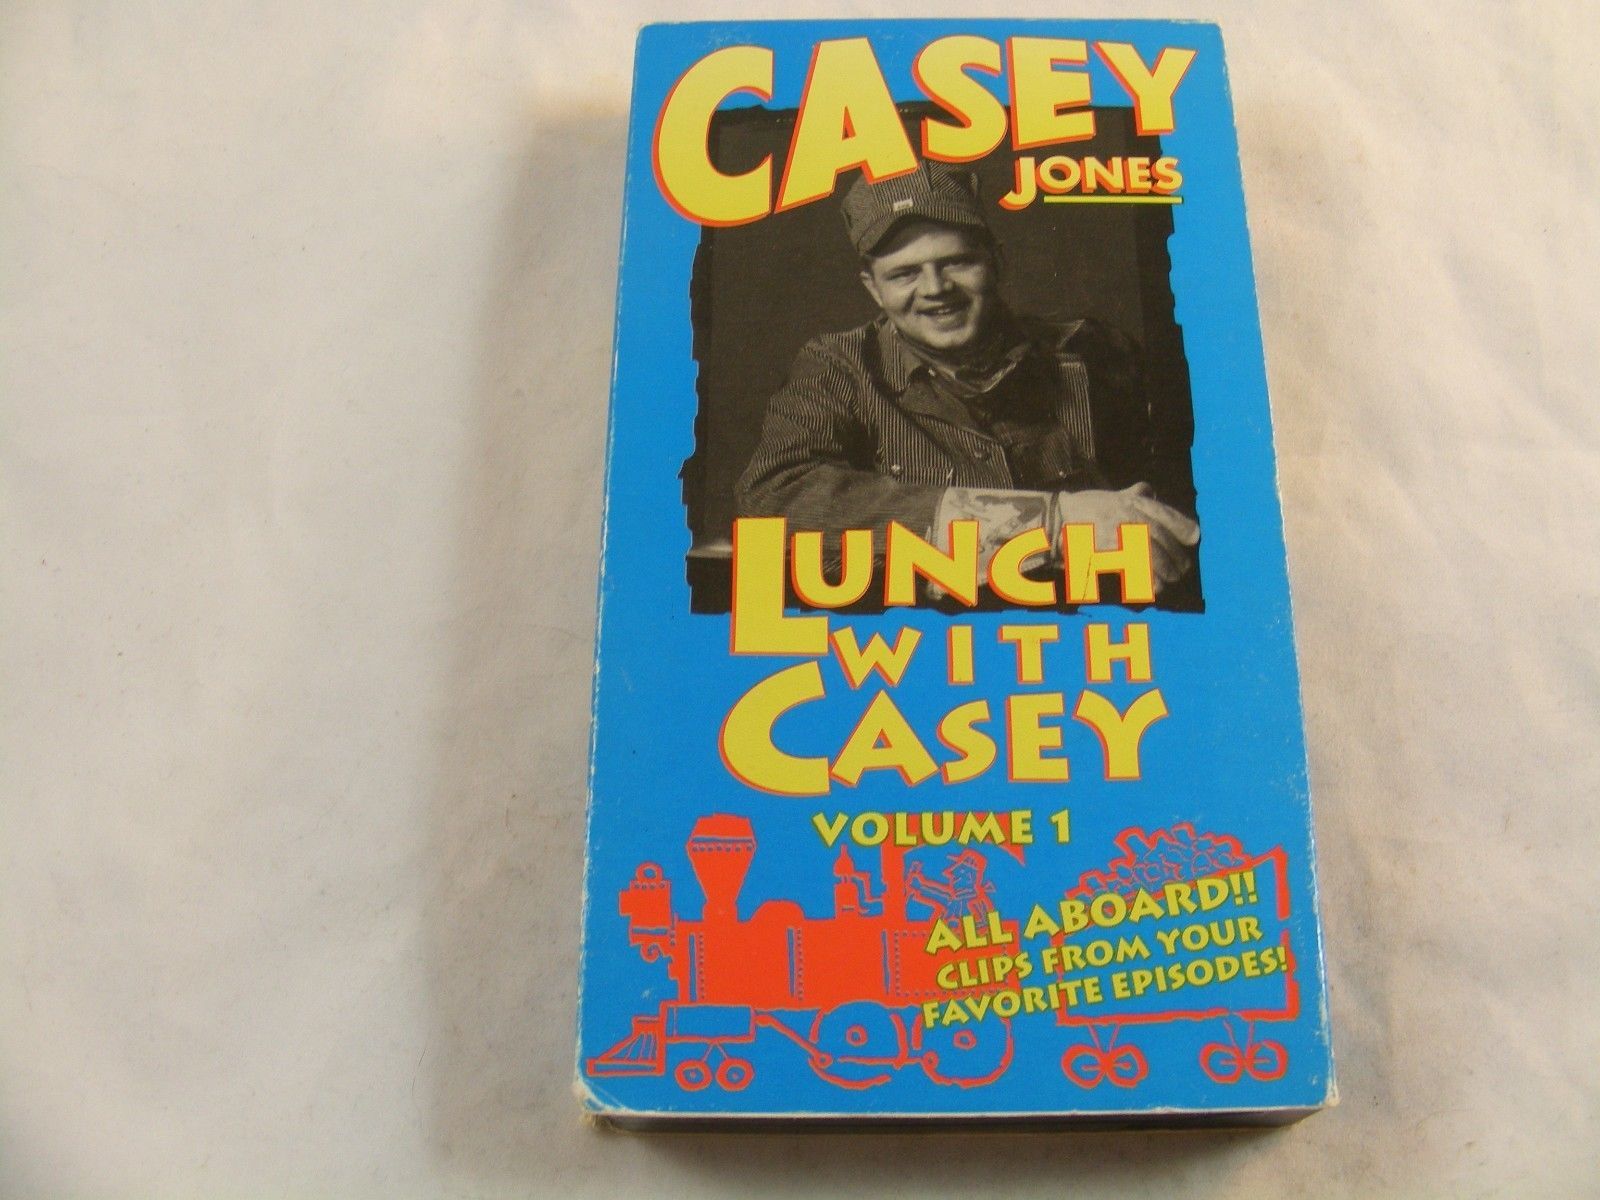 CASEY
JONES
LUNCH
WITH
CASEY
VOLUME 1
ALL ABOARD!!
CLIPS FROM YOUR
FAVORITE EPISODES!